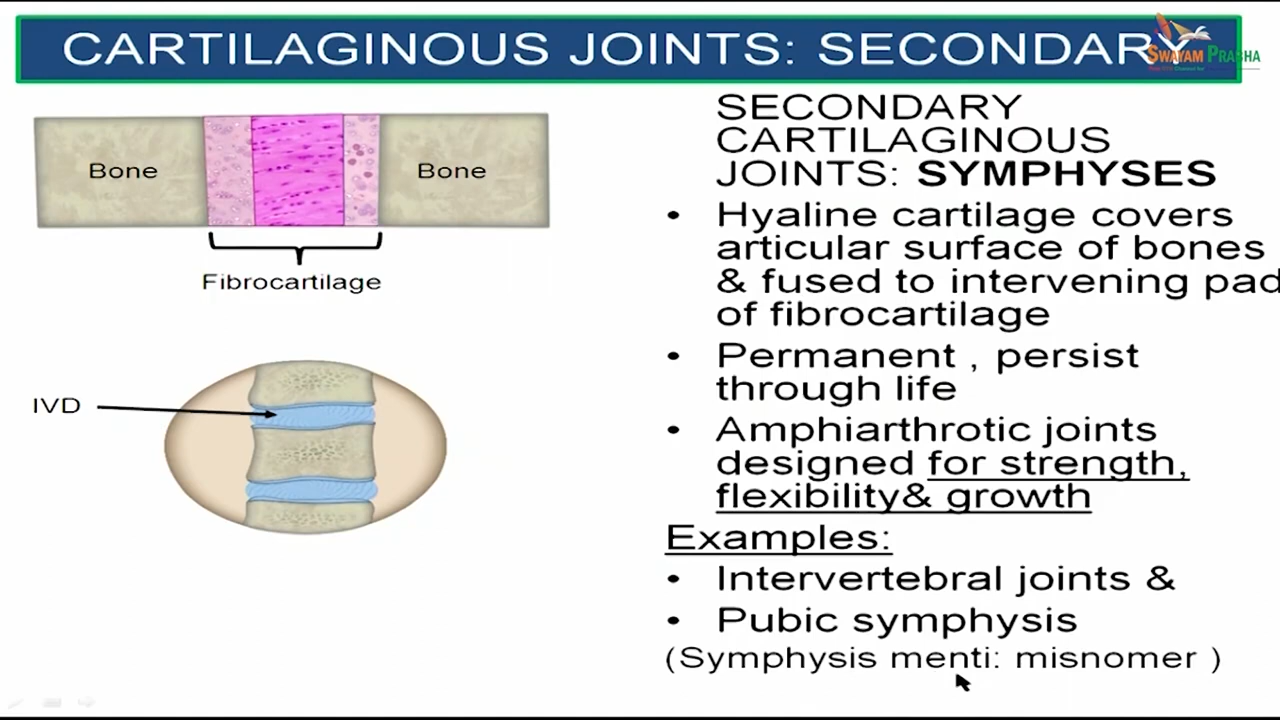 CARTILAGINOUS JOINTS: SECONDARY
SWAYAM PRABHA
Bone
Bone
Fibrocartilage
IVD
SECONDARY
CARTILAGINOUS
JOINTS: SYMPHYSES
• Hyaline cartilage covers
articular surface of bones
& fused to intervening pad
of fibrocartilage
• Permanent , persist
through life
• Amphiarthrotic joints
designed for strength,
flexibility& growth
Examples:
• Intervertebral joints &
• Pubic symphysis
(Symphysis menti: misnomer )